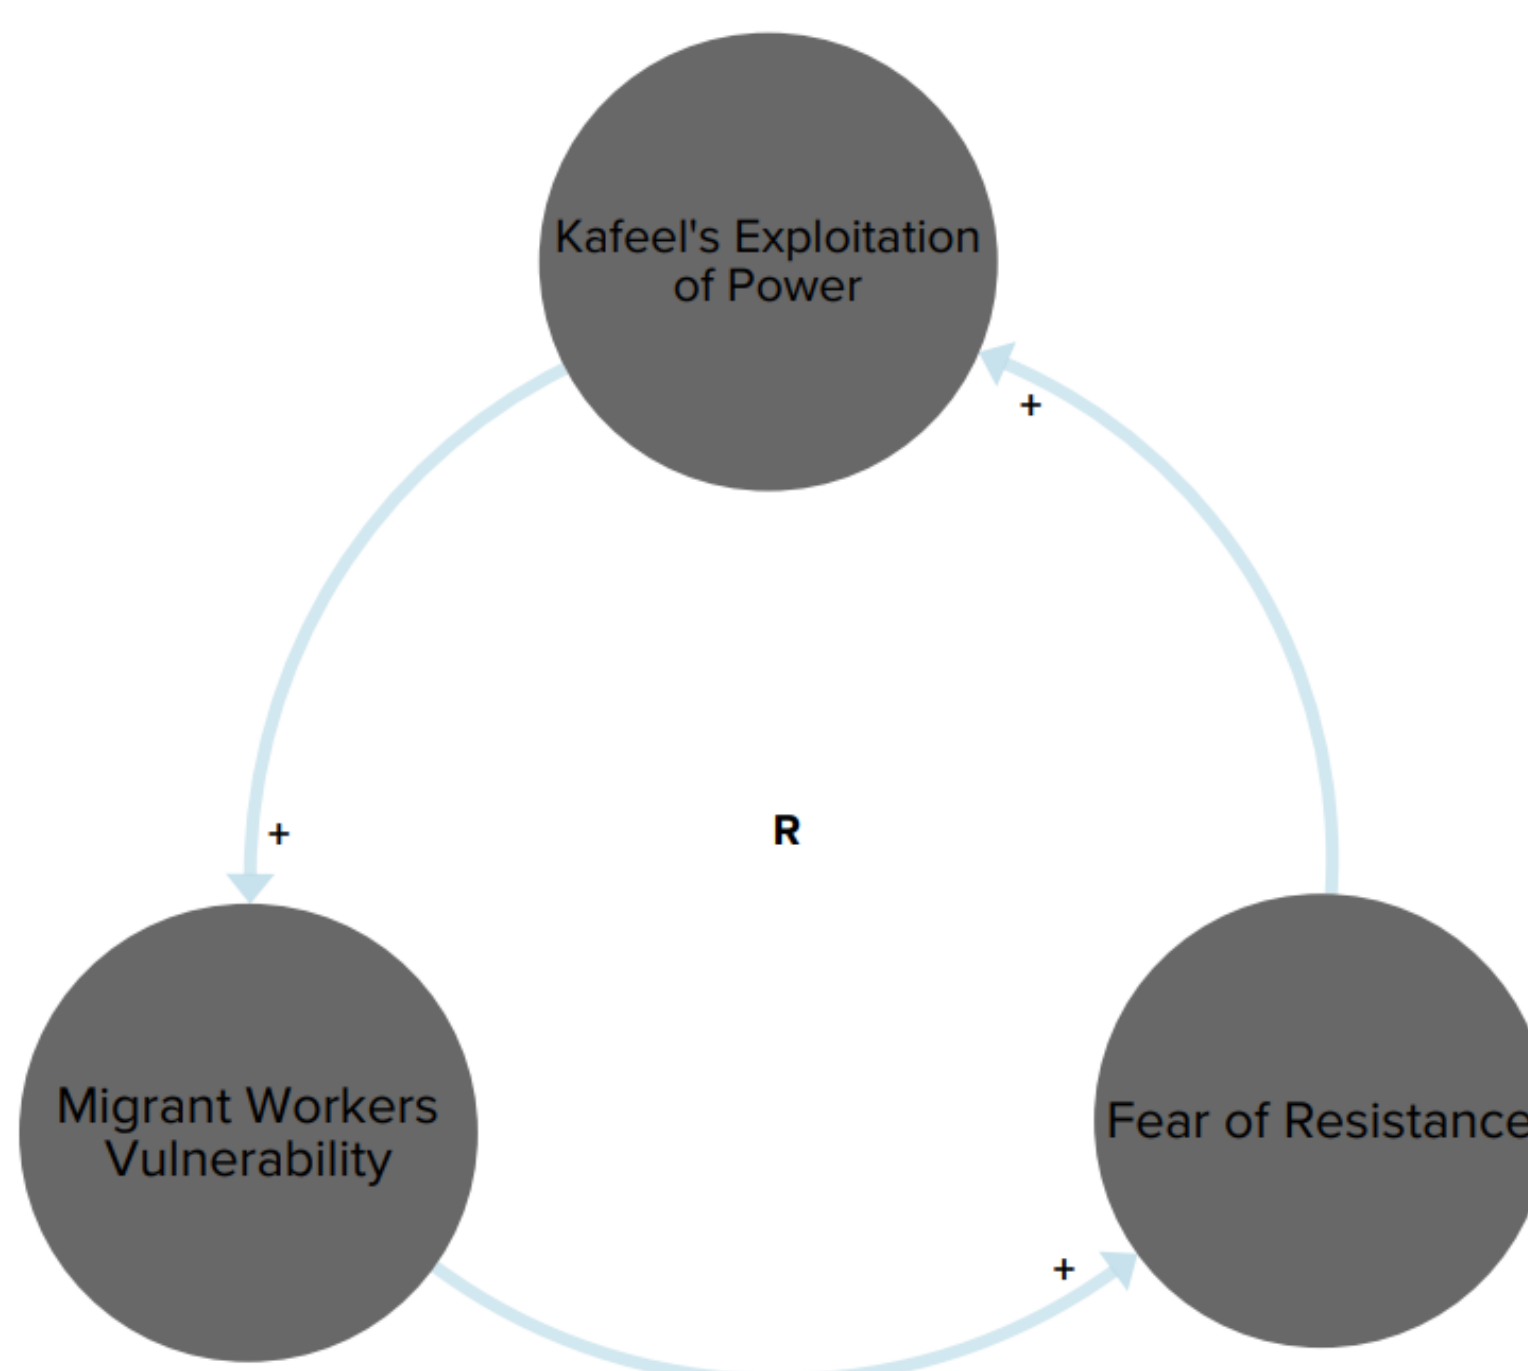 Kafeel's Exploitation
of Power
+
+
R
Migrant Workers
Vulnerability
Fear of Resistance
+